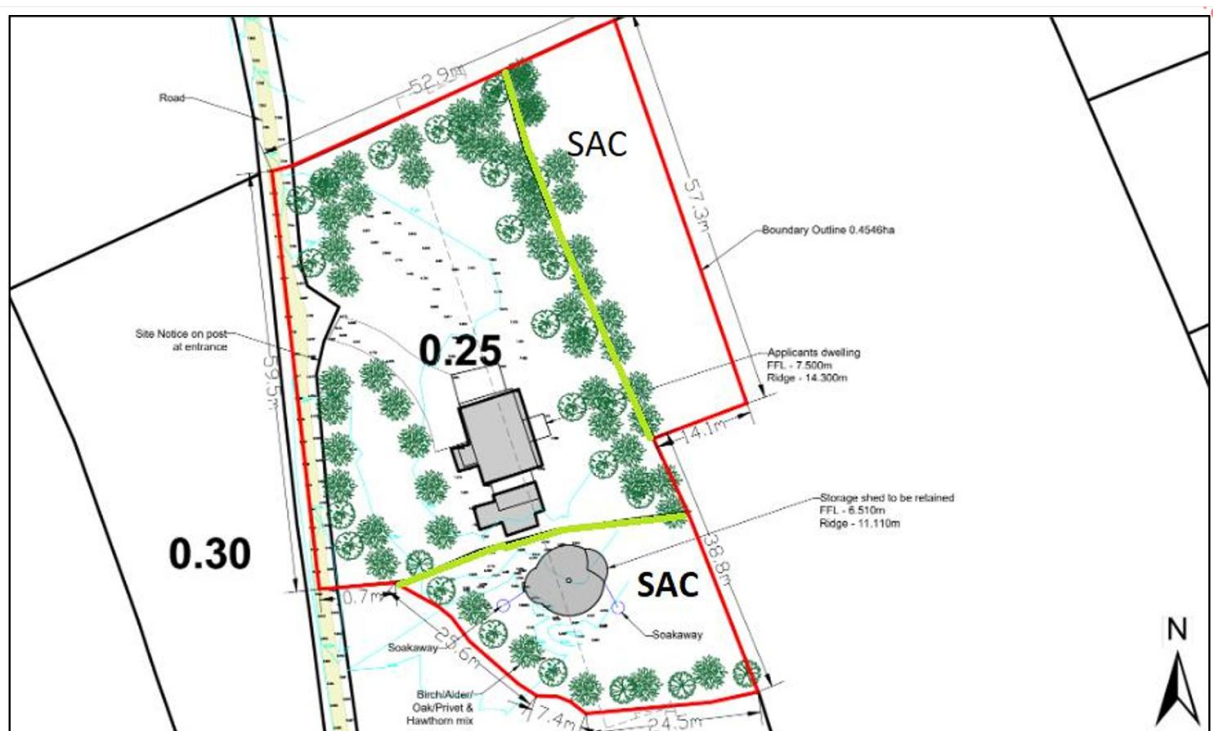 52.9m
Road
SAC
57.3m
Boundary Outline 0.4546ha
Site Notice on post
at entrance
0.25
59.5m
Applicants dwelling
FFL - 7.500m
Ridge - 14.300m
14.1m
Storage shed to be retained
FFL - 6.510m
Ridge - 11.110m
0.30
38.8m
SAC
0.7m
Soakaway
Soakaway
N
Birch/Alder/
Oak/Privet &
Hawthorn mix
7.4m
24.5m